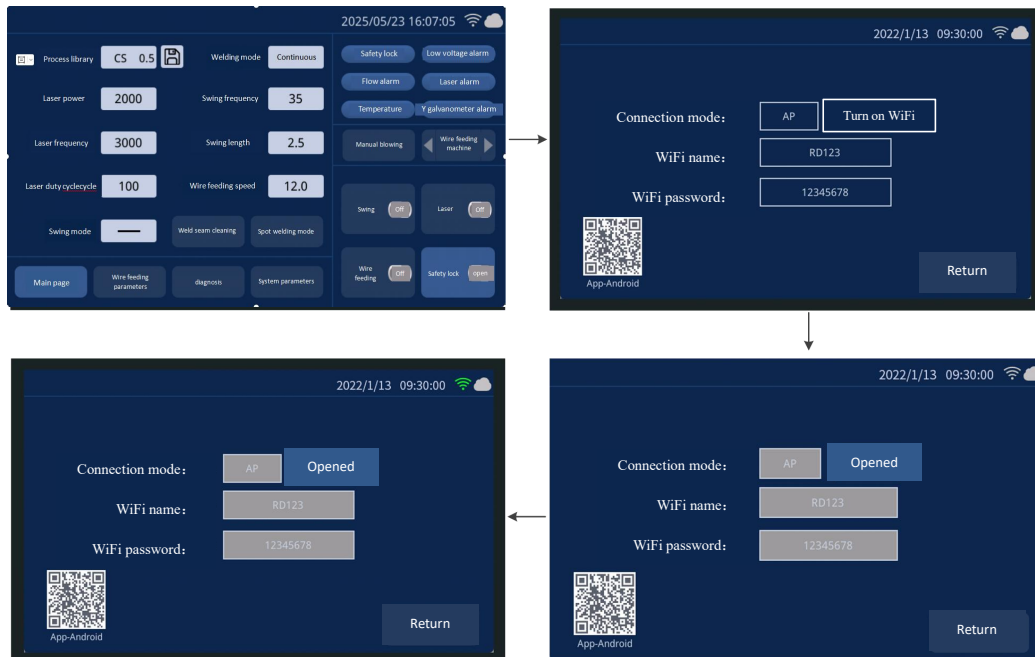 2025/05/23 16:07:05
Process library CS 0.5 Welding mode Continuous
Laser power 2000 Swing frequency 35
Laser frequency 3000 Swing length 2.5
Laser duty cyclecycle 100 Wire feeding speed 12.0
Swing mode Weld seam cleaning Spot welding mode
Main page Wire feeding parameters diagnosis System parameters
Safety lock Low voltage alarm
Flow alarm Laser alarm
Temperature Y galvanometer alarm
Manual blowing Wire feeding machine
Swing Off Laser Off
Wire feeding Off Safety lock open
2022/1/13 09:30:00
Connection mode: AP Turn on WiFi
WiFi name: RD123
WiFi password: 12345678
App-Android
Return
2022/1/13 09:30:00
Connection mode: AP Opened
WiFi name: RD123
WiFi password: 12345678
App-Android
Return
2022/1/13 09:30:00
Connection mode: AP Opened
WiFi name: RD123
WiFi password: 12345678
App-Android
Return